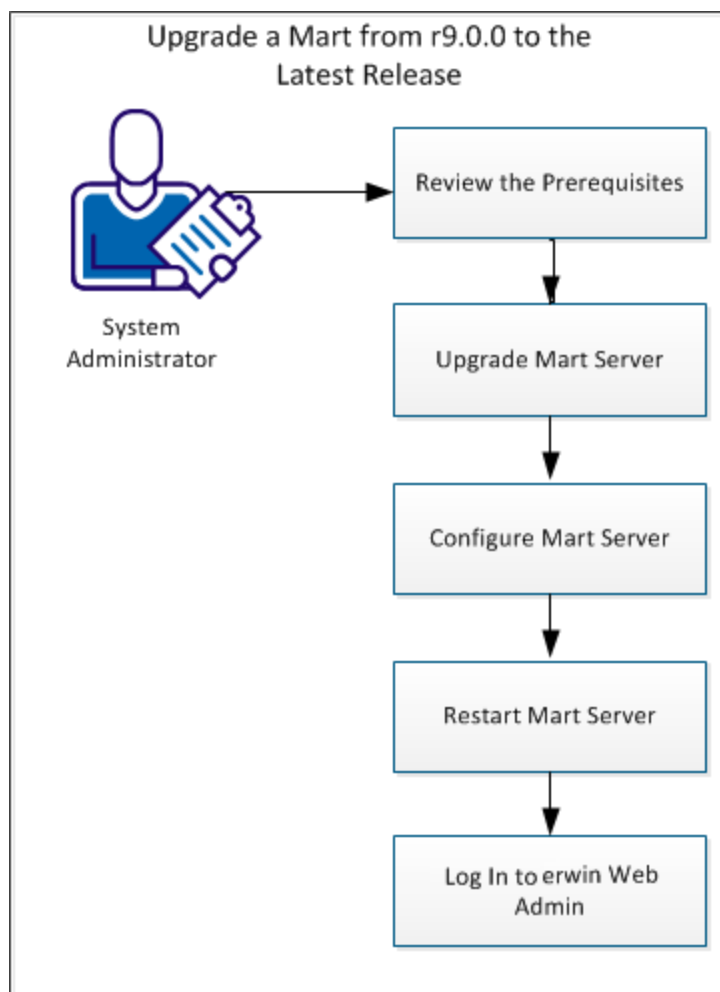 Upgrade a Mart from r9.0.0 to the
Latest Release
System
Administrator
Review the Prerequisites
Upgrade Mart Server
Configure Mart Server
Restart Mart Server
Log In to erwin Web
Admin